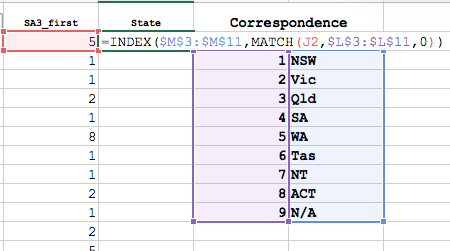 SA3_first State Correspondence
5 =INDEX($M$3:$M$11,MATCH(J2,$L$3:$L$11,0))
1 1 NSW
1 2 Vic
2 3 Qld
1 4 SA
8 5 WA
1 6 Tas
1 7 NT
2 8 ACT
1 9 N/A
2
5